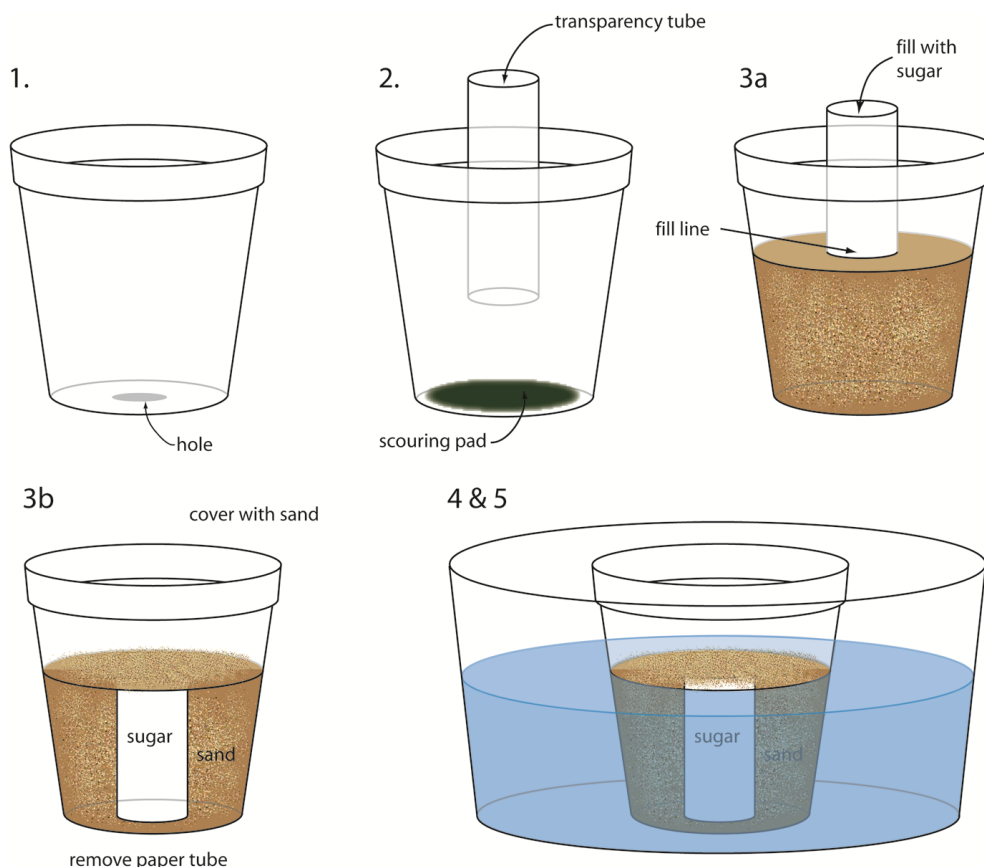 1.
hole
2.
transparency tube
scouring pad
3a
fill with
sugar
fill line
3b
cover with sand
sugar
sand
remove paper tube
4 & 5
sugar
sand